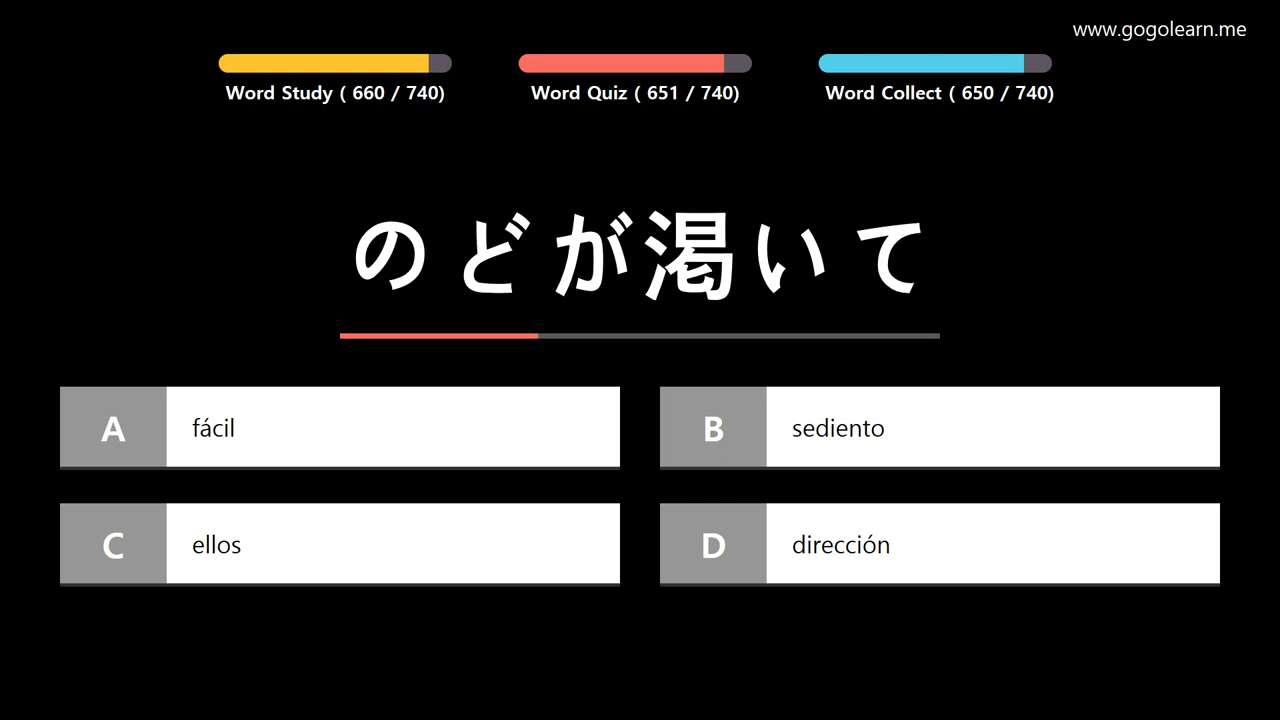 www.gogolearn.me
Word Study ( 660 / 740)
Word Quiz ( 651 / 740)
Word Collect ( 650 / 740)
のどが渇いて
A fácil
B sediento
C ellos
D dirección